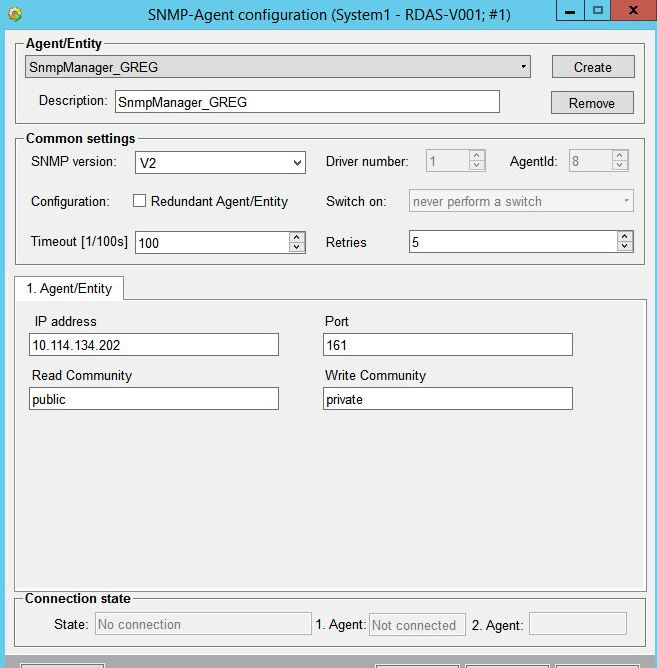 SNMP-Agent configuration (System1 - RDAS-V001; #1)
Agent/Entity
SnmpManager_GREG
Create
Description: SnmpManager_GREG
Remove
Common settings
SNMP version: V2 Driver number: 1 AgentId: 8
Configuration: Redundant Agent/Entity Switch on: never perform a switch
Timeout [1/100s] 100 Retries 5
1. Agent/Entity
IP address Port
10.114.134.202 161
Read Community Write Community
public private
Connection state
State: No connection 1. Agent: Not connected 2. Agent: